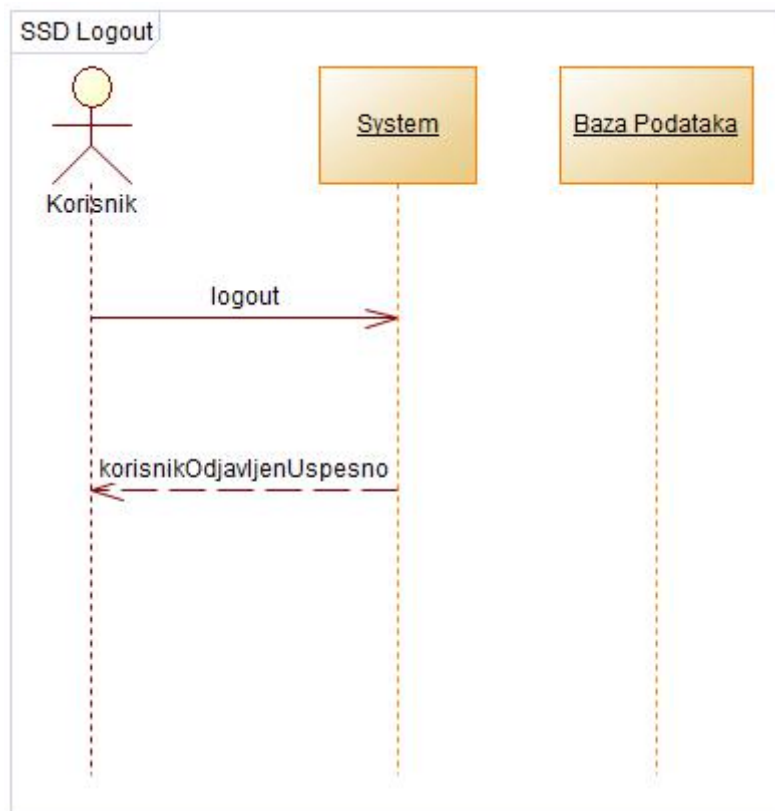 SSD Logout
System
Baza Podataka
Korisnik
logout
korisnikOdjavljenUspesno